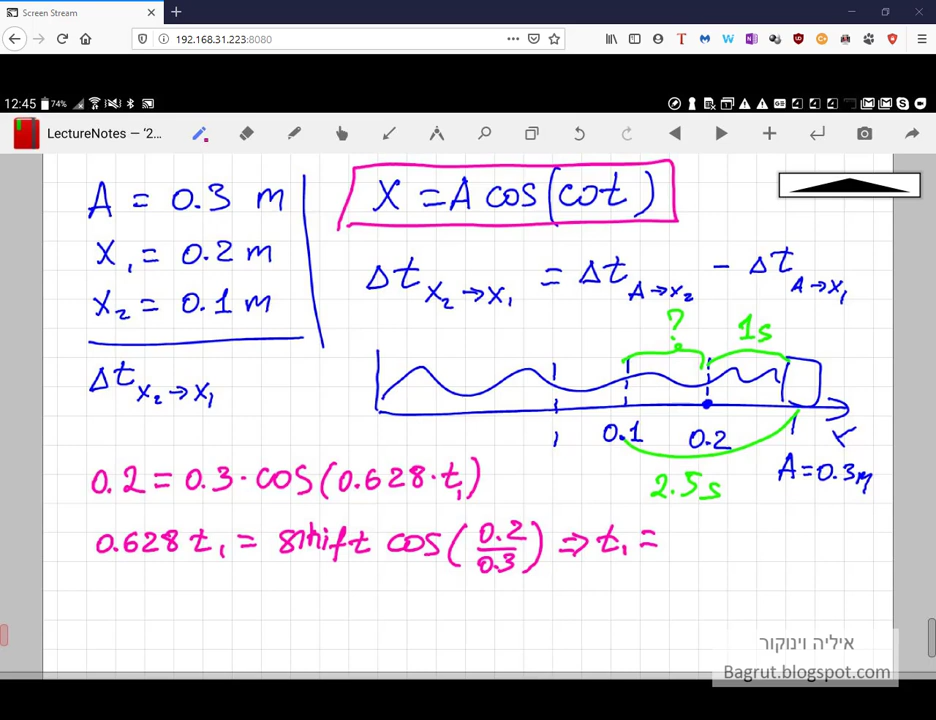 Screen Stream
192.168.31.223:8080
12:45 74%
LectureNotes — '2...
A = 0.3 m
x₁ = 0.2 m
x₂ = 0.1 m
Δt x₂→x₁
X = A cos(ωt)
Δt x₂→x₁ = Δt A→x₂ - Δt A→x₁
? 1s
0.1 0.2
x
2.5s
A=0.3m
0.2 = 0.3·cos(0.628·t₁)
0.628 t₁ = shift cos(0.2/0.3) ⇒ t₁ =
איליה וינוקור
Bagrut.blogspot.com